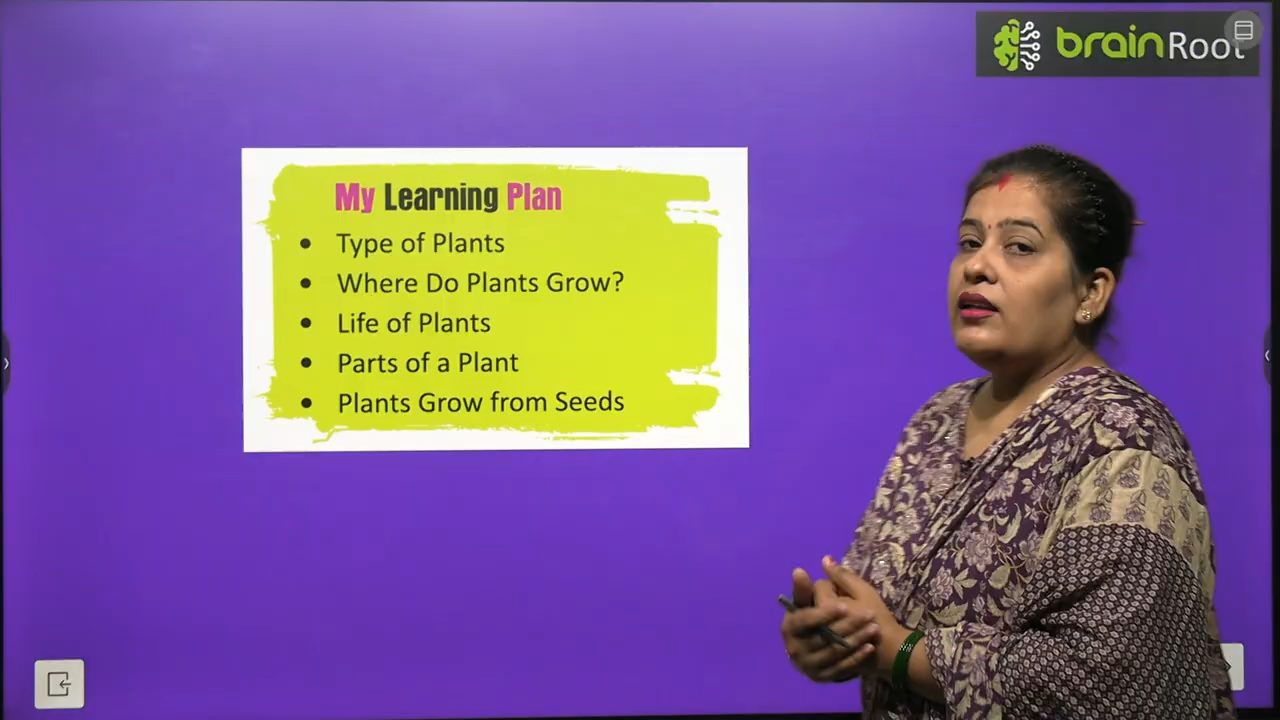 brainRoot
My Learning Plan
• Type of Plants
• Where Do Plants Grow?
• Life of Plants
• Parts of a Plant
• Plants Grow from Seeds